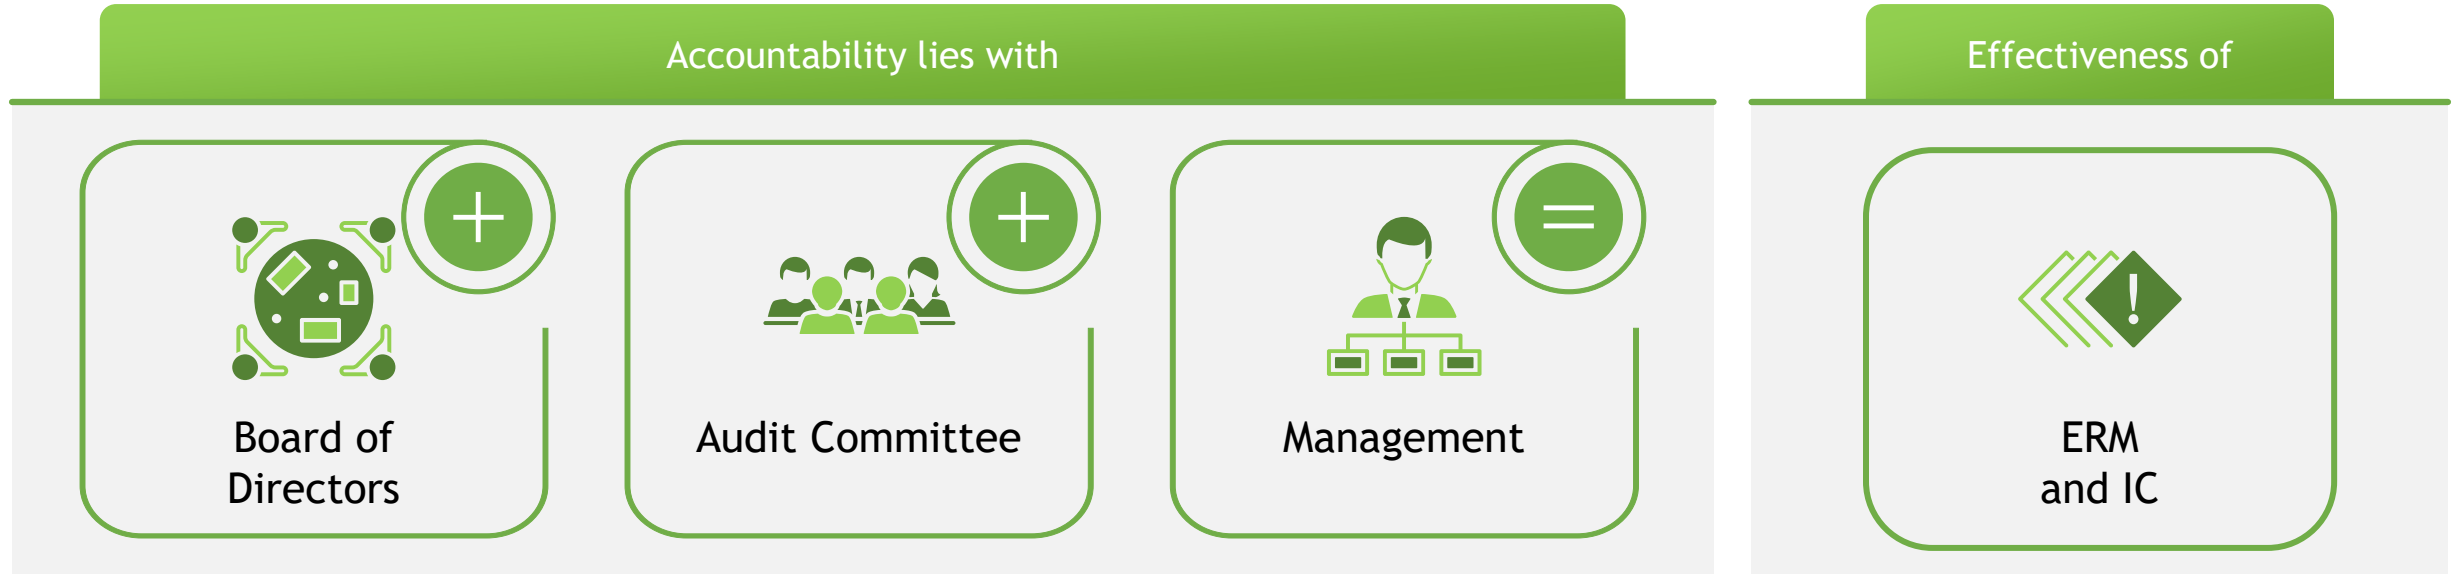 Accountability lies with
Effectiveness of
Board of
Directors
Audit Committee
Management
ERM
and IC